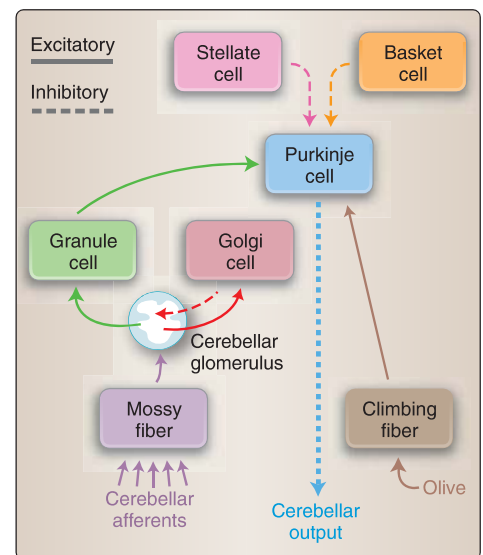 Excitatory
Inhibitory
Stellate
cell
Basket
cell
Purkinje
cell
Granule
cell
Golgi
cell
Cerebellar
glomerulus
Mossy
fiber
Climbing
fiber
Cerebellar
afferents
Olive
Cerebellar
output